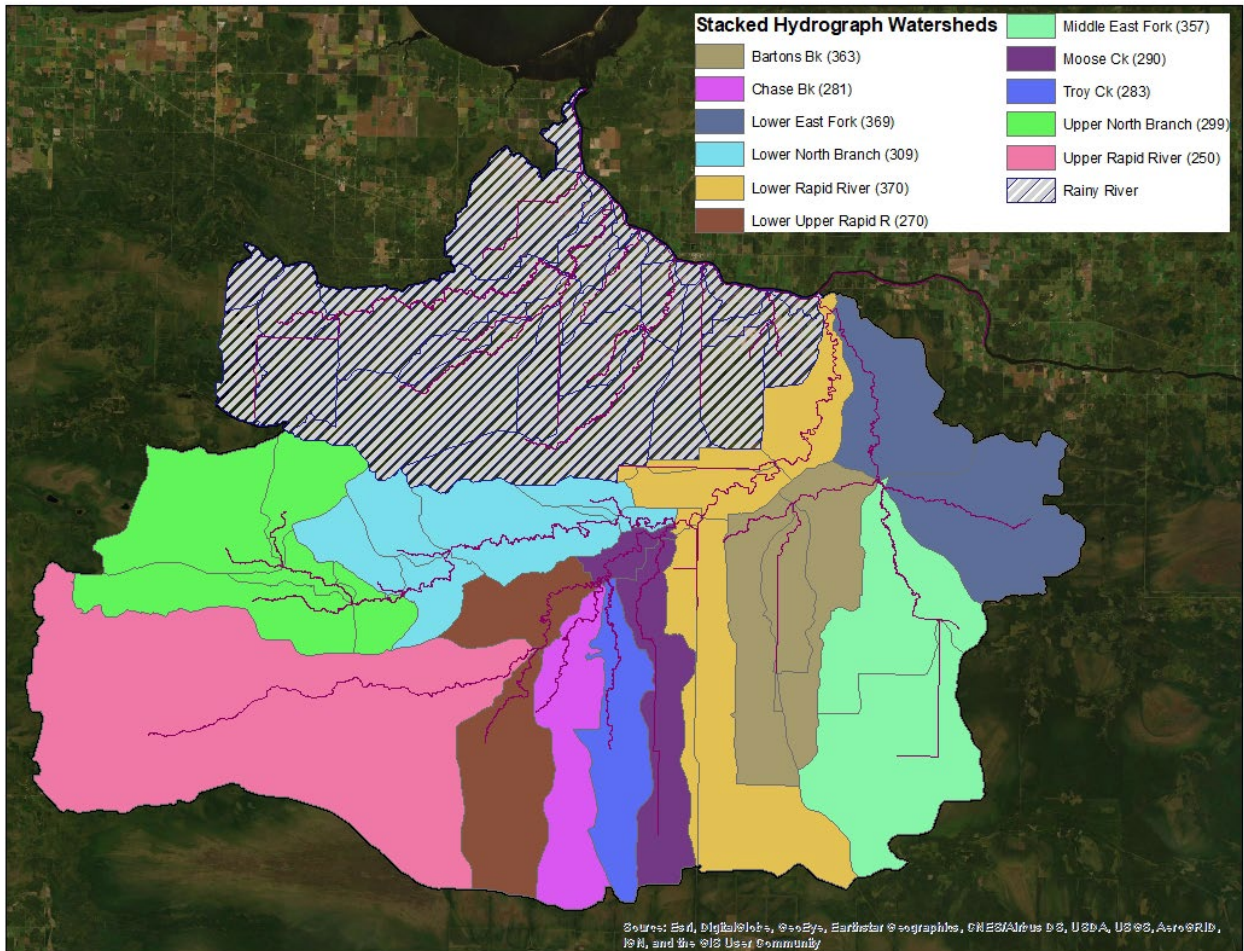 Stacked Hydrograph Watersheds
Bartons Bk (363)
Chase Bk (281)
Lower East Fork (369)
Lower North Branch (309)
Lower Rapid River (370)
Lower Upper Rapid R (270)
Middle East Fork (357)
Moose Ck (290)
Troy Ck (283)
Upper North Branch (299)
Upper Rapid River (250)
Rainy River
Source: Esri, DigitalGlobe, GeoEye, Earthstar Geographics, CNES/Airbus DS, USDA, USGS, AeroGRID,
IGN, and the GIS User Community